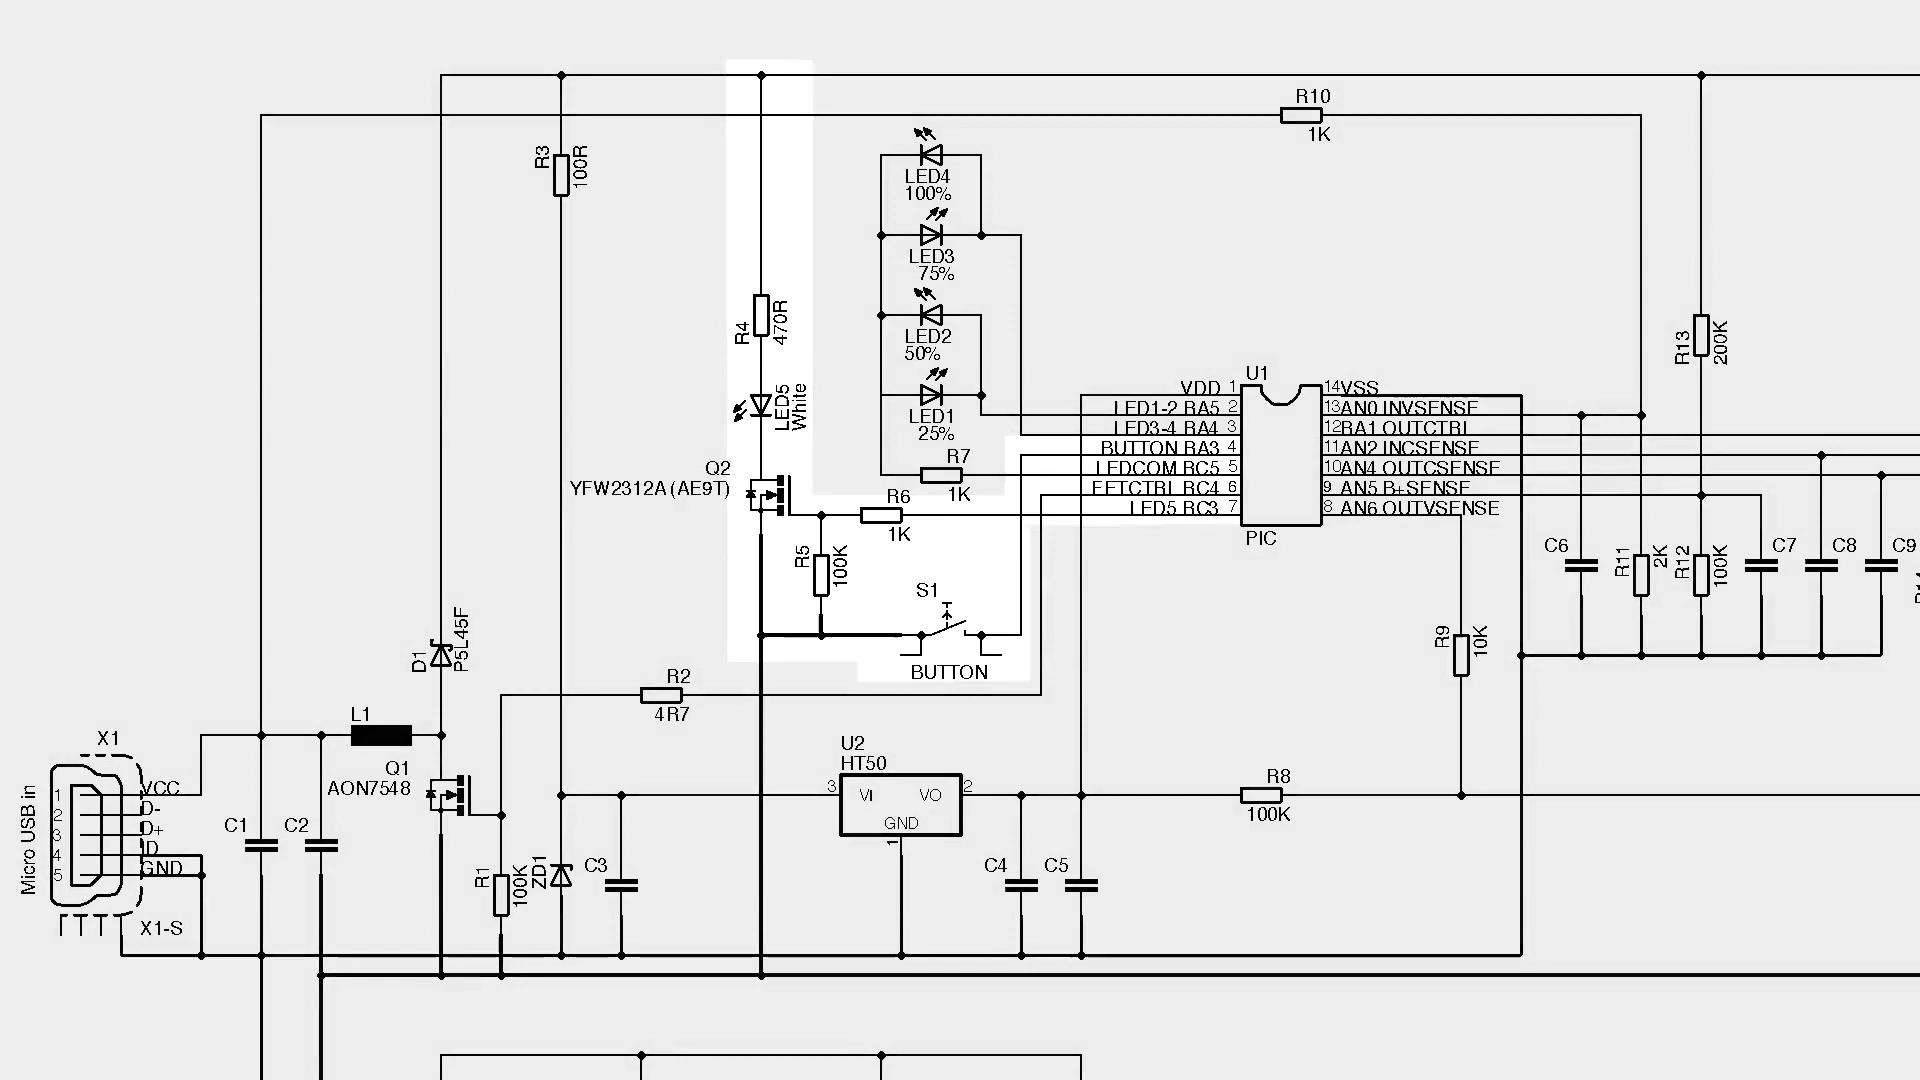 R10
1K
R3
100R
LED4
100%
LED3
75%
R4
470R
LED2
50%
R13
200K
LED5
White
LED1
25%
U1
VDD 1
LED1-2 RA5 2
LED3-4 RA4 3
BUTTON RA3 4
LEDCOM RC5 5
FETCTRL RC4 6
LED5 RC3 7
14 VSS
13 AN0 INVSENSE
12 RA1 OUTCTRL
11 AN2 INCSENSE
10 AN4 OUTCSENSE
9 AN5 B+SENSE
8 AN6 OUTVSENSE
PIC
Q2
YFW2312A (AE9T)
R7
1K
R6
1K
R5
100K
S1
BUTTON
C6
R11
2K
R12
100K
C7
C8
C9
R9
10K
D1
P5L45F
R2
4R7
L1
X1
Q1
AON7548
U2
HT50
3
VI
VO
2
GND
1
R8
100K
Micro USB in
1
2
3
4
5
VCC
D-
D+
ID
GND
X1-S
C1
C2
R1
100K
ZD1
C3
C4
C5